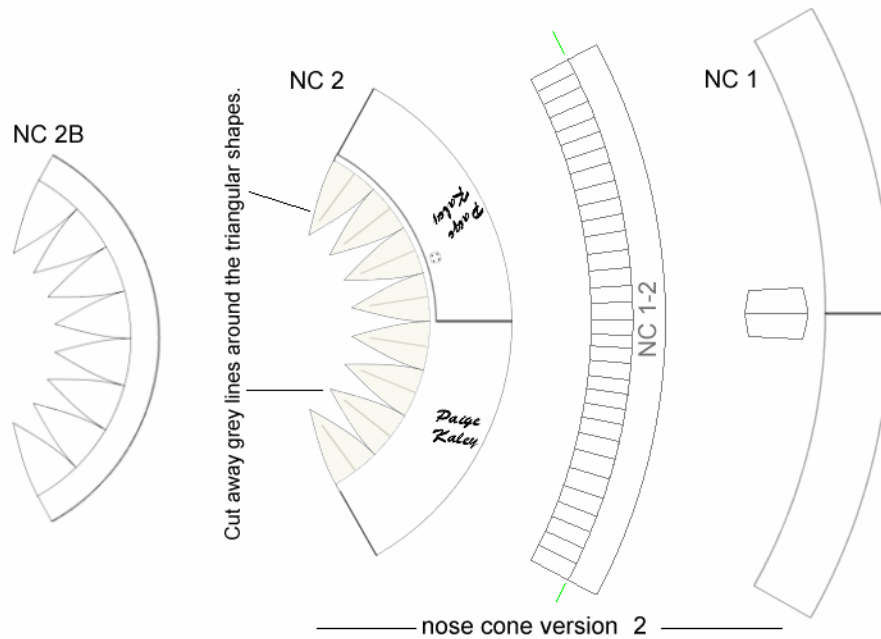 NC 1
NC 2
NC 2B
Cut away grey lines around the triangular shapes.
Paige
Kaley
NC 1-2
Paige
Kaley
nose cone version 2